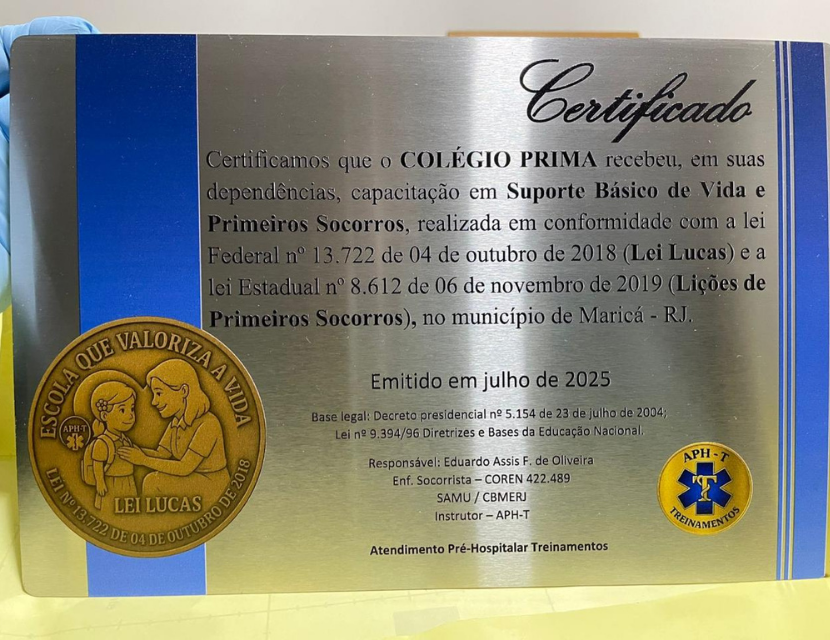 Certificado
Certificamos que o COLÉGIO PRIMA recebeu, em suas
dependências, capacitação em Suporte Básico de Vida e
Primeiros Socorros, realizada em conformidade com a lei
Federal nº 13.722 de 04 de outubro de 2018 (Lei Lucas) e a
lei Estadual nº 8.612 de 06 de novembro de 2019 (Lições de
Primeiros Socorros), no município de Maricá - RJ.
Emitido em julho de 2025
Base legal: Decreto presidencial nº 5.154 de 23 de julho de 2004;
Lei nº 9.394/96 Diretrizes e Bases da Educação Nacional.
Responsável: Eduardo Assis F. de Oliveira
Enf. Socorrista – COREN 422.489
SAMU / CBMERJ
Instrutor – APH-T
Atendimento Pré-Hospitalar Treinamentos
ESCOLA QUE VALORIZA A VIDA
APH-T
LEI LUCAS
LEI Nº 13.722 DE 04 DE OUTUBRO DE 2018
APH - T
T
TREINAMENTOS